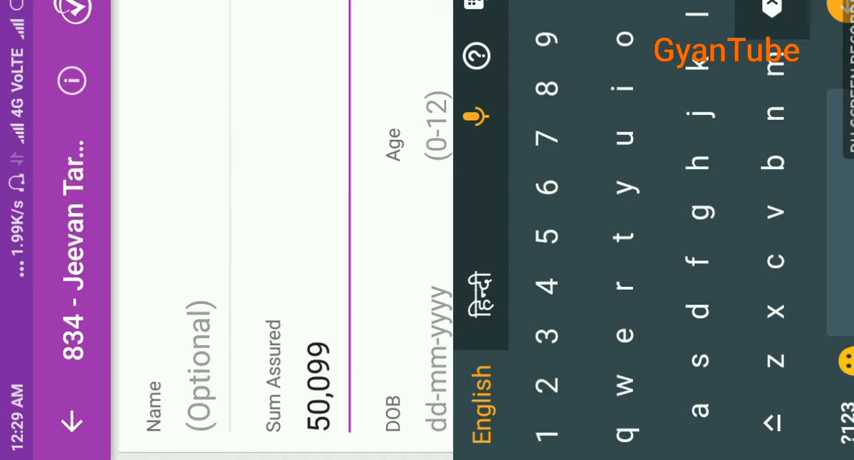 12:29 AM ... 1.99K/s 4G VoLTE
834 - Jeevan Tar...
Name
(Optional)
Sum Assured
50,099
DOB Age
dd-mm-yyyy (0-12)
English हिन्दी
1 2 3 4 5 6 7 8 9
q w e r t y u i o
a s d f g h j k l
z x c v b n m
?123
GyanTube